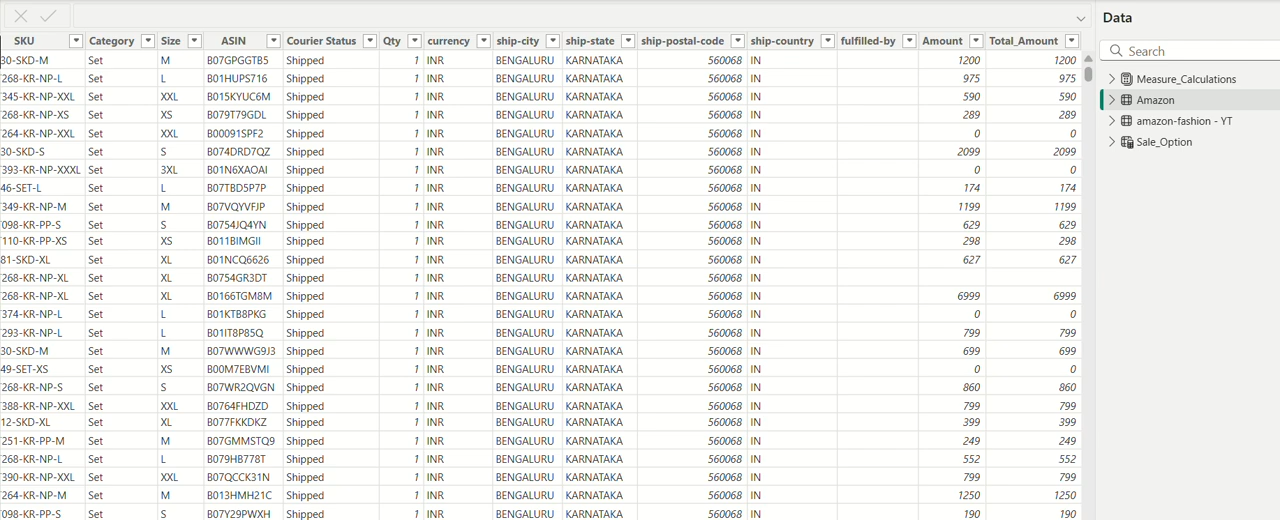 Data
SKU Category Size ASIN Courier Status Qty currency ship-city ship-state ship-postal-code ship-country fulfilled-by Amount Total_Amount
Search
30-SKD-M Set M B07GPGGTB5 Shipped 1 INR BENGALURU KARNATAKA 560068 IN 1200 1200
268-KR-NP-L Set L B01HUPS716 Shipped 1 INR BENGALURU KARNATAKA 560068 IN 975 975
Measure_Calculations
345-KR-NP-XXL Set XXL B015KYUC6M Shipped 1 INR BENGALURU KARNATAKA 560068 IN 590 590
Amazon
268-KR-NP-XS Set XS B079T79GDL Shipped 1 INR BENGALURU KARNATAKA 560068 IN 289 289
amazon-fashion - YT
264-KR-NP-XXL Set XXL B00091SPF2 Shipped 1 INR BENGALURU KARNATAKA 560068 IN 0 0
Sale_Option
30-SKD-S Set S B074DRD7QZ Shipped 1 INR BENGALURU KARNATAKA 560068 IN 2099 2099
393-KR-NP-XXXL Set 3XL B01N6XAOAI Shipped 1 INR BENGALURU KARNATAKA 560068 IN 0 0
46-SET-L Set L B07TBD5P7P Shipped 1 INR BENGALURU KARNATAKA 560068 IN 174 174
349-KR-NP-M Set M B07VQYVFJP Shipped 1 INR BENGALURU KARNATAKA 560068 IN 1199 1199
098-KR-PP-S Set S B0754JQ4YN Shipped 1 INR BENGALURU KARNATAKA 560068 IN 629 629
110-KR-PP-XS Set XS B011BIMGII Shipped 1 INR BENGALURU KARNATAKA 560068 IN 298 298
81-SKD-XL Set XL B01NCQ6626 Shipped 1 INR BENGALURU KARNATAKA 560068 IN 627 627
268-KR-NP-XL Set XL B0754GR3DT Shipped 1 INR BENGALURU KARNATAKA 560068 IN
268-KR-NP-XL Set XL B0166TGM8M Shipped 1 INR BENGALURU KARNATAKA 560068 IN 6999 6999
374-KR-NP-L Set L B01KTB8PKG Shipped 1 INR BENGALURU KARNATAKA 560068 IN 0 0
293-KR-NP-L Set L B01IT8P85Q Shipped 1 INR BENGALURU KARNATAKA 560068 IN 799 799
30-SKD-M Set M B07WWWG9J3 Shipped 1 INR BENGALURU KARNATAKA 560068 IN 699 699
49-SET-XS Set XS B00M7EBVMI Shipped 1 INR BENGALURU KARNATAKA 560068 IN 0 0
268-KR-NP-S Set S B07WR2QVGN Shipped 1 INR BENGALURU KARNATAKA 560068 IN 860 860
388-KR-NP-XXL Set XXL B0764FHDZD Shipped 1 INR BENGALURU KARNATAKA 560068 IN 799 799
12-SKD-XL Set XL B077FKKDKZ Shipped 1 INR BENGALURU KARNATAKA 560068 IN 399 399
251-KR-PP-M Set M B07GMMSTQ9 Shipped 1 INR BENGALURU KARNATAKA 560068 IN 249 249
268-KR-NP-L Set L B079HB778T Shipped 1 INR BENGALURU KARNATAKA 560068 IN 552 552
390-KR-NP-XXL Set XXL B07QCCK31N Shipped 1 INR BENGALURU KARNATAKA 560068 IN 799 799
264-KR-NP-M Set M B013HMH21C Shipped 1 INR BENGALURU KARNATAKA 560068 IN 1250 1250
098-KR-PP-S Set S B07Y29PWXH Shipped 1 INR BENGALURU KARNATAKA 560068 IN 190 190